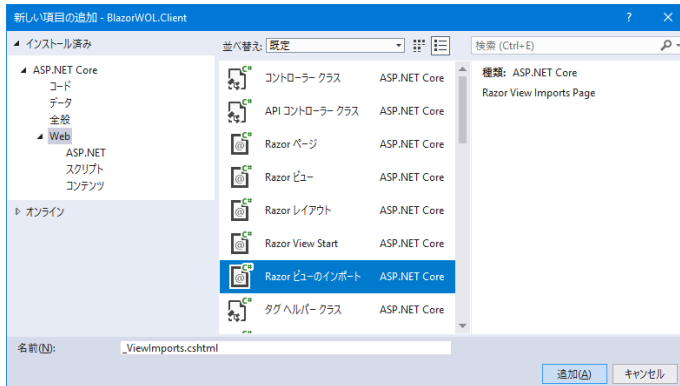 新しい項目の追加 - BlazorWOL.Client
? ×
インストール済み
並べ替え: 既定
検索 (Ctrl+E)
ASP.NET Core
コード
データ
全般
Web
ASP.NET
スクリプト
コンテンツ
オンライン
コントローラー クラス ASP.NET Core
API コントローラー クラス ASP.NET Core
Razor ページ ASP.NET Core
Razor ビュー ASP.NET Core
Razor レイアウト ASP.NET Core
Razor View Start ASP.NET Core
Razor ビューのインポート ASP.NET Core
タグ ヘルパー クラス ASP.NET Core
種類: ASP.NET Core
Razor View Imports Page
名前(N): _ViewImports.cshtml
追加(A) キャンセル